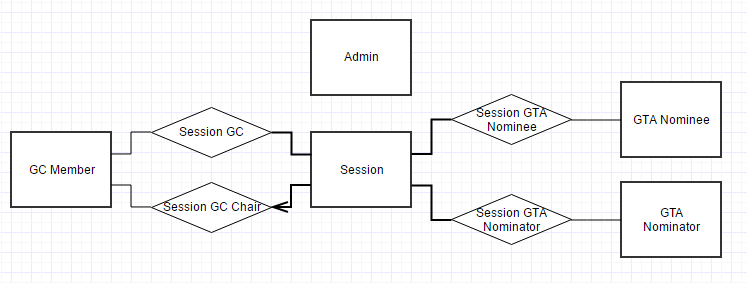 Admin
Session GC
Session GTA
Nominee
GTA Nominee
GC Member
Session
Session GC Chair
Session GTA
Nominator
GTA
Nominator